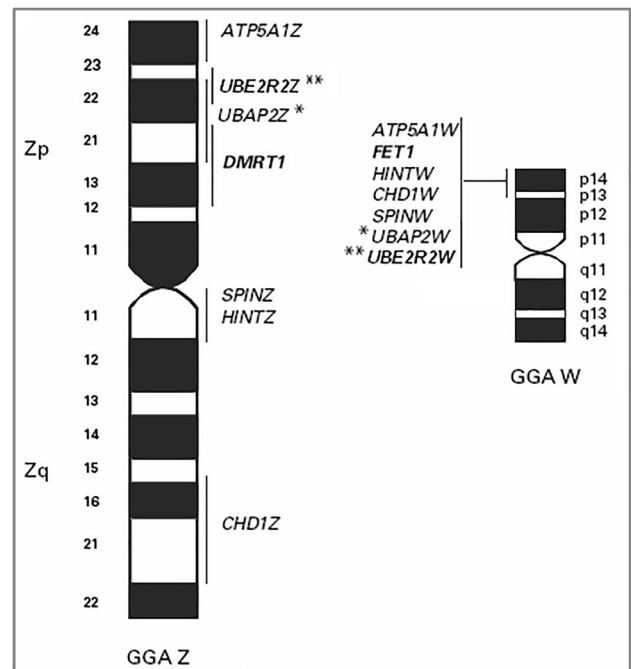 24
ATP5A1Z
23
UBE2R2Z **
22
UBAP2Z *
21
Zp
DMRT1
13
12
11
SPINZ
11
HINTZ
12
13
14
15
Zq
16
CHD1Z
21
22
GGA Z
ATP5A1W
FET1
HINTW
CHD1W
SPINW
* UBAP2W
** UBE2R2W
p14
p13
p12
p11
q11
q12
q13
q14
GGA W